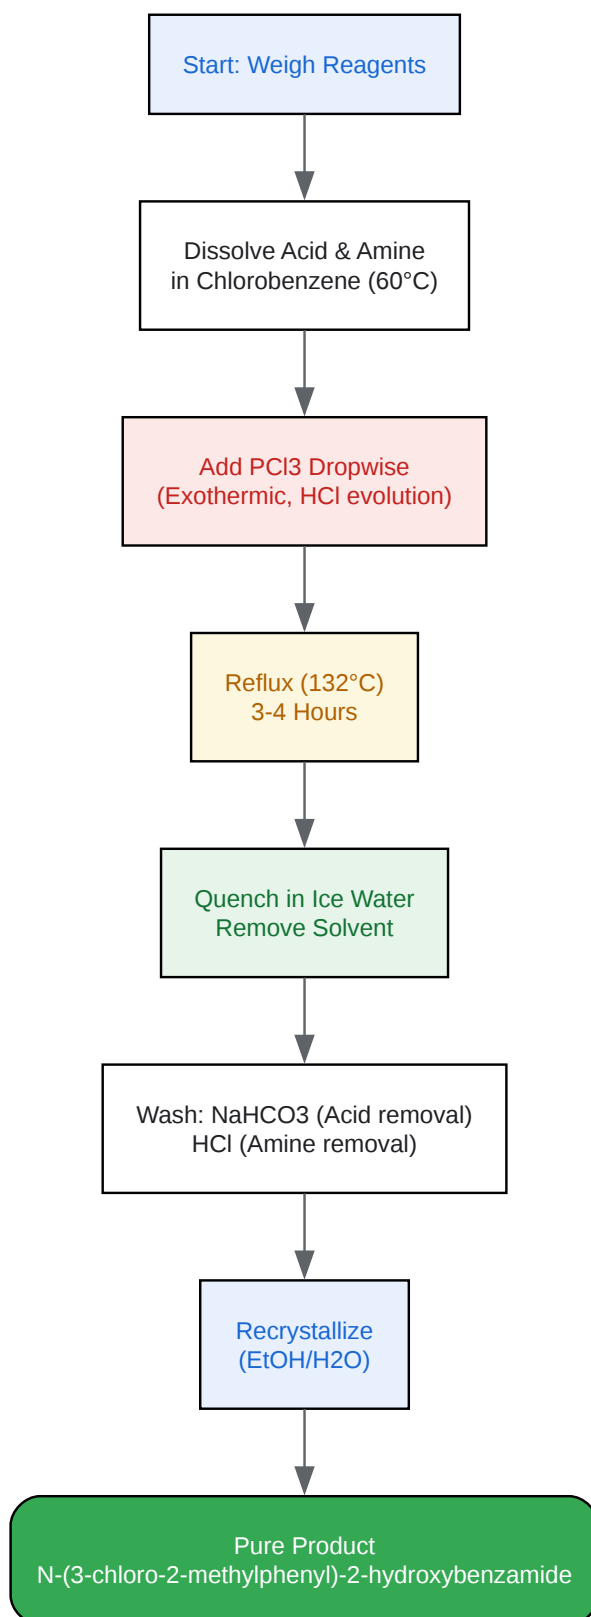 Start: Weigh Reagents
Dissolve Acid & Amine
in Chlorobenzene (60°C)
Add PCl3 Dropwise
(Exothermic, HCl evolution)
Reflux (132°C)
3-4 Hours
Quench in Ice Water
Remove Solvent
Wash: NaHCO3 (Acid removal)
HCl (Amine removal)
Recrystallize
(EtOH/H2O)
Pure Product
N-(3-chloro-2-methylphenyl)-2-hydroxybenzamide